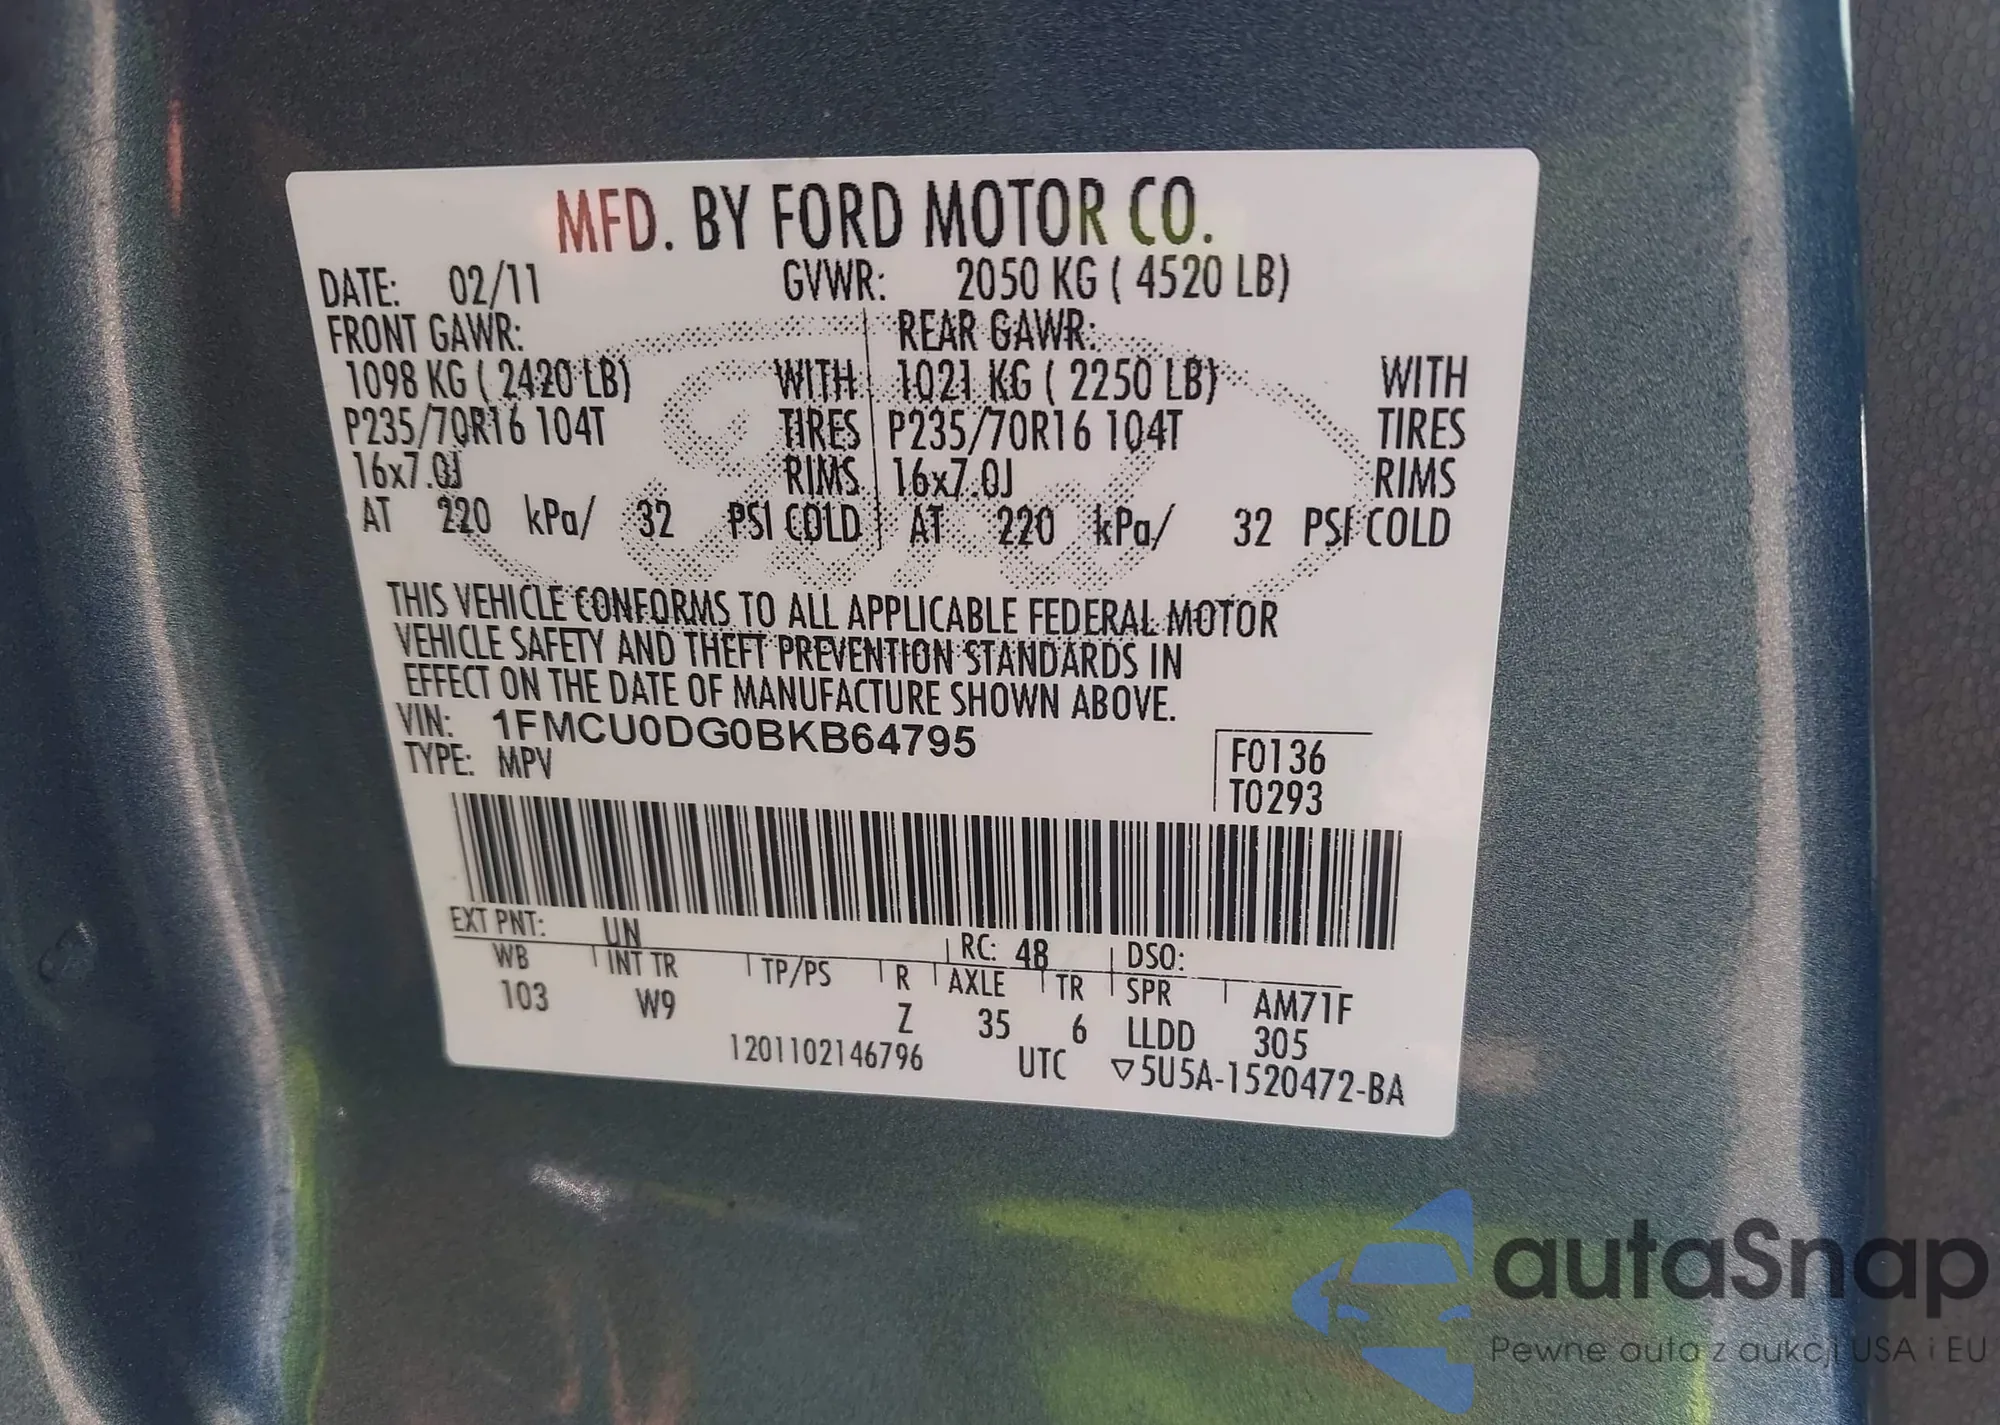 MFD. BY FORD MOTOR CO.
DATE: 02/11 GVWR: 2050 KG ( 4520 LB)
FRONT GAWR: REAR GAWR:
1098 KG ( 2420 LB) WITH 1021 KG ( 2250 LB) WITH
P235/70R16 104T TIRES P235/70R16 104T TIRES
16x7.0J RIMS 16x7.0J RIMS
AT 220 kPa/ 32 PSI COLD AT 220 kPa/ 32 PSI COLD
Ford
THIS VEHICLE CONFORMS TO ALL APPLICABLE FEDERAL MOTOR
VEHICLE SAFETY AND THEFT PREVENTION STANDARDS IN
EFFECT ON THE DATE OF MANUFACTURE SHOWN ABOVE.
VIN: 1FMCU0DG0BKB64795
TYPE: MPV
F0136
T0293
EXT PNT: UN RC: 48 DSO:
WB INT TR TP/PS R AXLE TR SPR AM71F
103 W9 Z 35 6 LLDD 305
1201102146796 UTC ▽5U5A-1520472-BA
autaSnap
Pewne auta z aukcji USA i EU